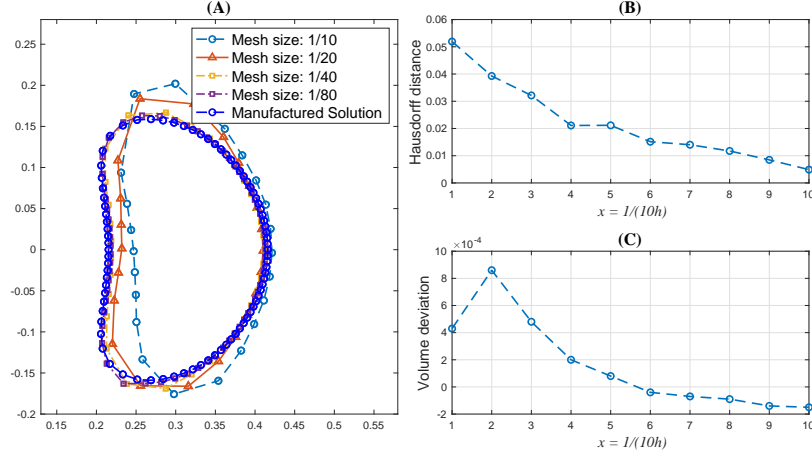 (A)
0.25
0.2
0.15
0.1
0.05
0
-0.05
-0.1
-0.15
-0.2
0.15 0.2 0.25 0.3 0.35 0.4 0.45 0.5 0.55
Mesh size: 1/10
Mesh size: 1/20
Mesh size: 1/40
Mesh size: 1/80
Manufactured Solution
(B)
Hausdorff distance
0.06
0.05
0.04
0.03
0.02
0.01
0
1 2 3 4 5 6 7 8 9 10
x = 1/(10h)
(C)
×10⁻⁴
Volume deviation
10
8
6
4
2
0
-2
1 2 3 4 5 6 7 8 9 10
x = 1/(10h)